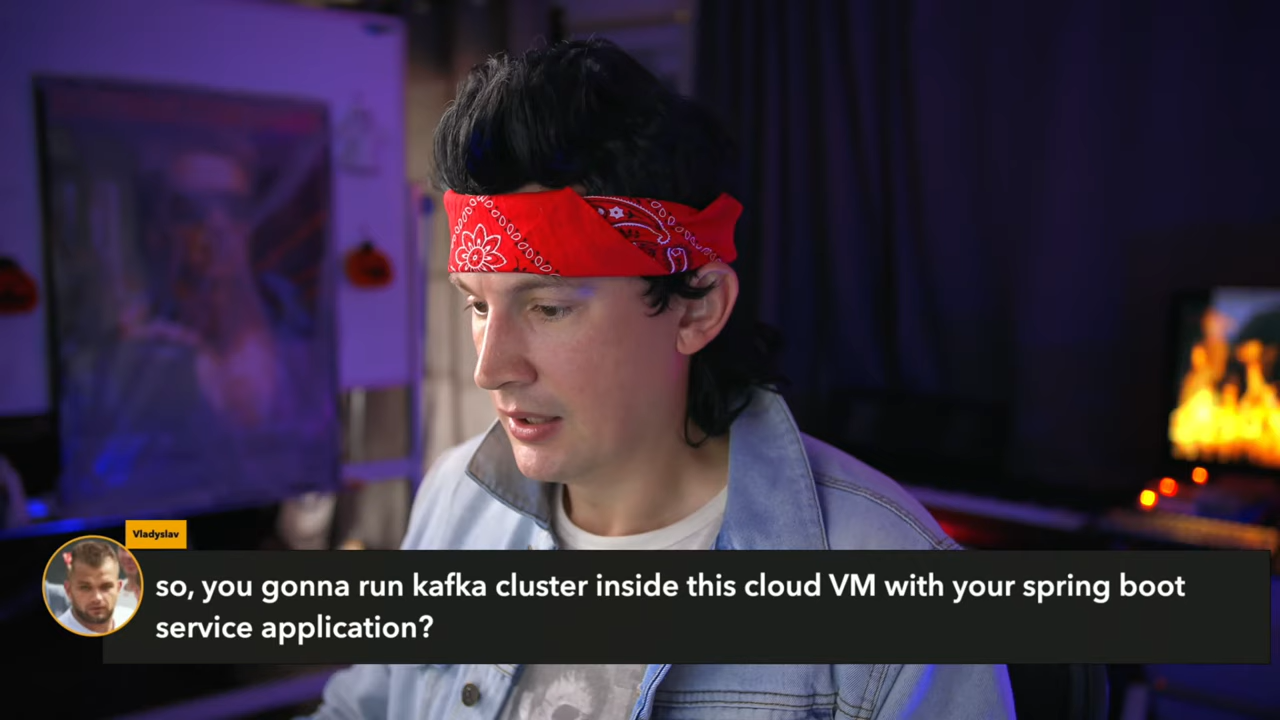 Vladyslav
so, you gonna run kafka cluster inside this cloud VM with your spring boot
service application?